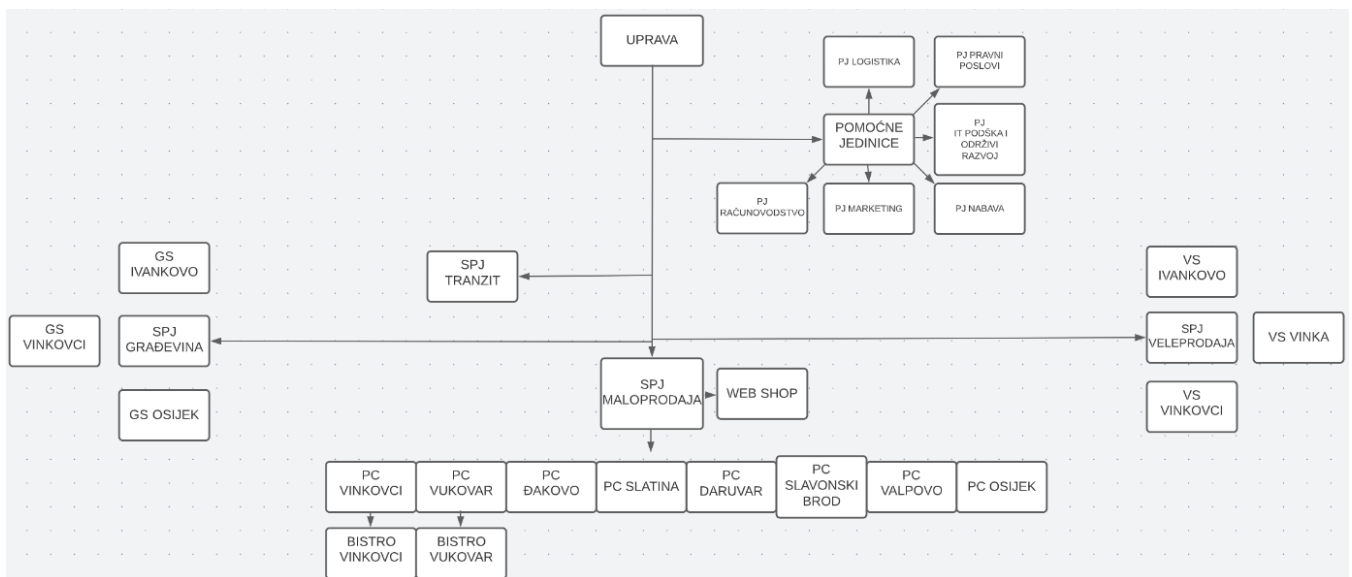 UPRAVA
PJ LOGISTIKA
PJ PRAVNI
POSLOVI
POMOĆNE
JEDINICE
PJ
IT PODŠKA I
ODRŽIVI
RAZVOJ
PJ
RAČUNOVODSTVO
PJ MARKETING
PJ NABAVA
GS
IVANKOVO
SPJ
TRANZIT
VS
IVANKOVO
GS
VINKOVCI
SPJ
GRAĐEVINA
SPJ
VELEPRODAJA
VS VINKA
SPJ
MALOPRODAJA
WEB SHOP
GS OSIJEK
VS
VINKOVCI
PC
VINKOVCI
PC
VUKOVAR
PC
ĐAKOVO
PC SLATINA
PC
DARUVAR
PC
SLAVONSKI
BROD
PC
VALPOVO
PC OSIJEK
BISTRO
VINKOVCI
BISTRO
VUKOVAR